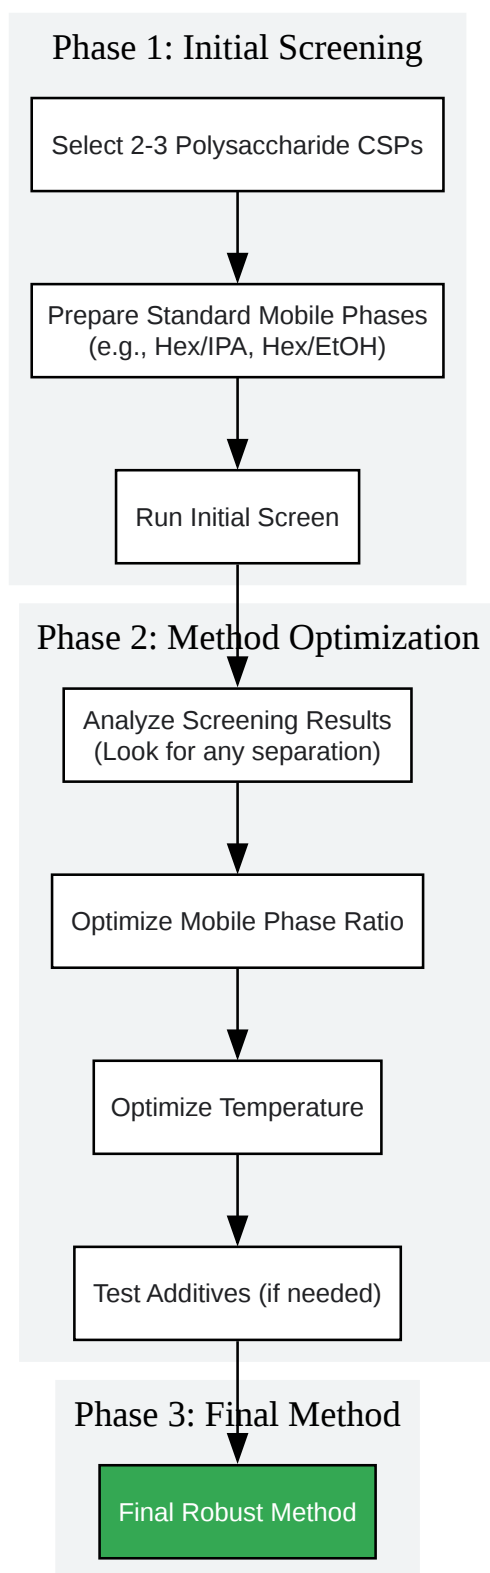 Phase 1: Initial Screening
Select 2-3 Polysaccharide CSPs
Prepare Standard Mobile Phases
(e.g., Hex/IPA, Hex/EtOH)
Run Initial Screen
Phase 2: Method Optimization
Analyze Screening Results
(Look for any separation)
Optimize Mobile Phase Ratio
Optimize Temperature
Test Additives (if needed)
Phase 3: Final Method
Final Robust Method